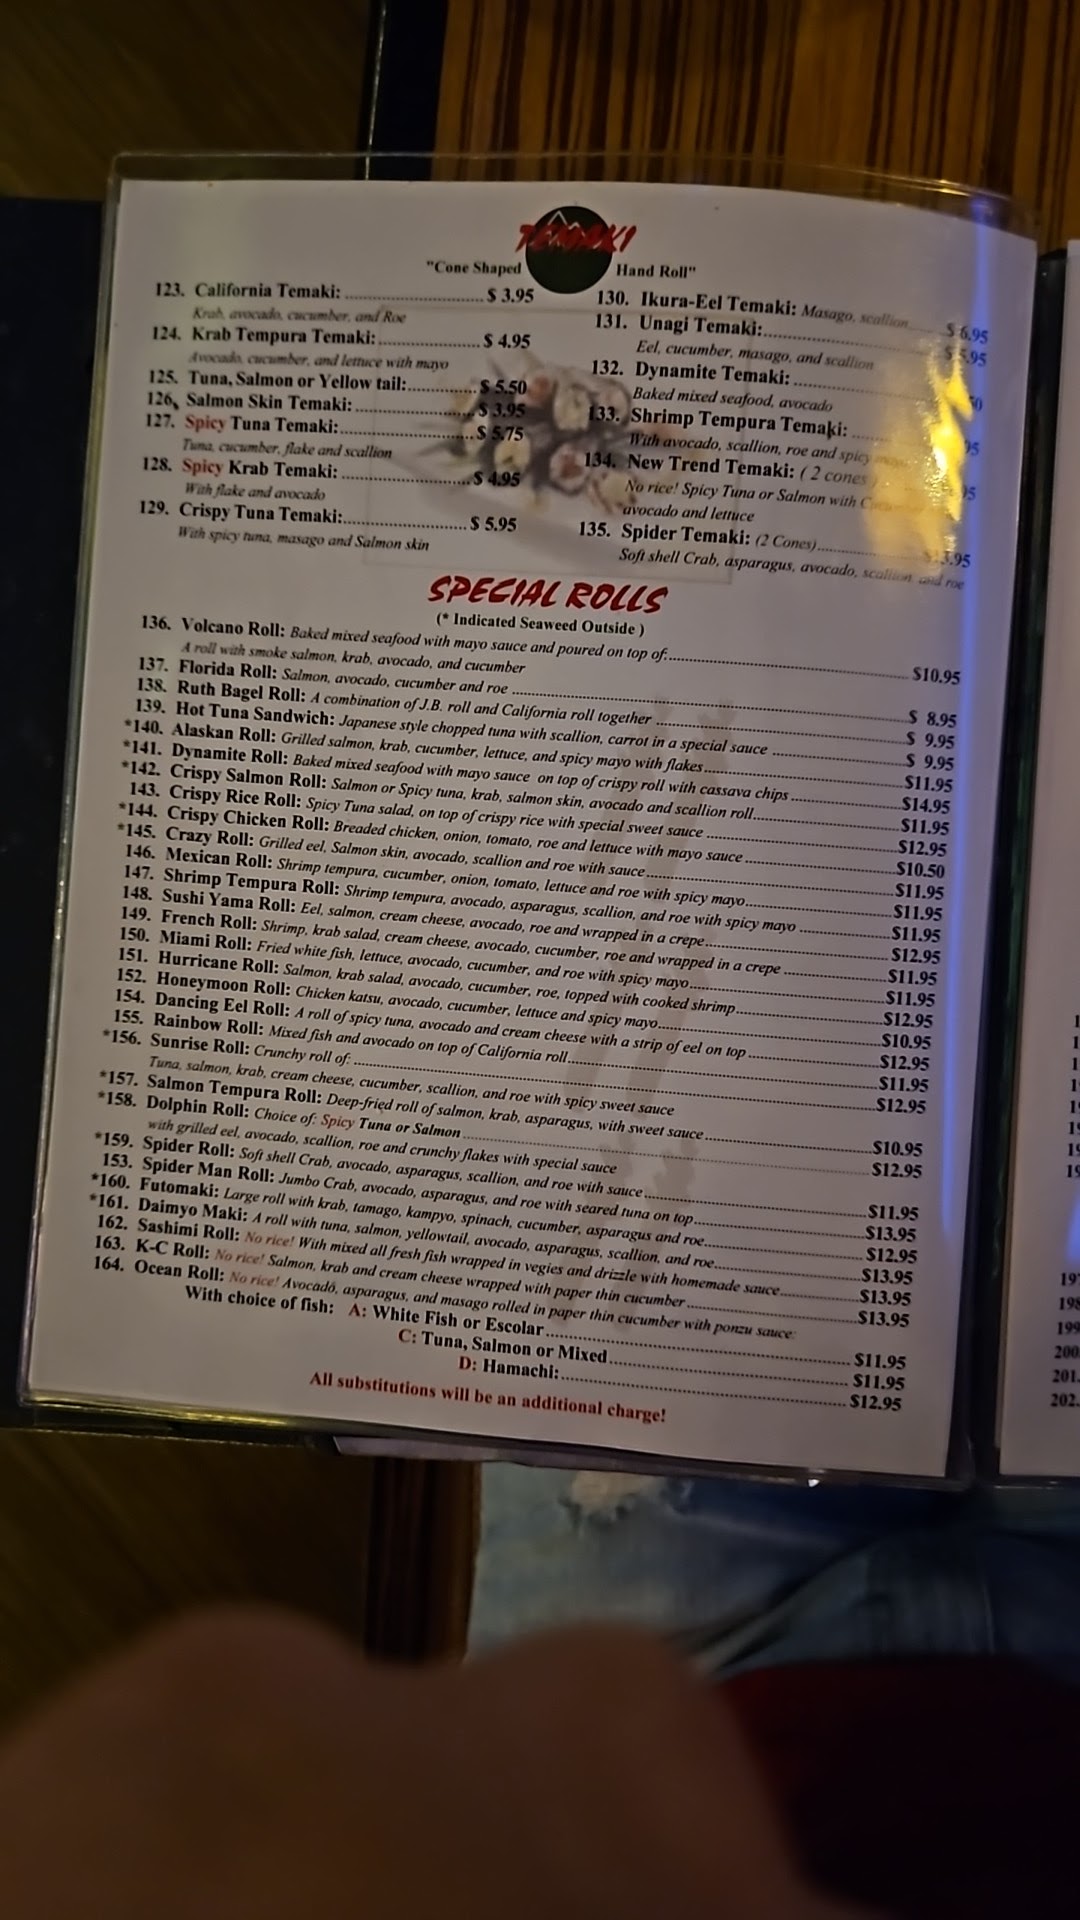 TEMAKI
"Cone Shaped Hand Roll"
123. California Temaki: .......... $ 3.95
Krab, avocado, cucumber, and Roe
124. Krab Tempura Temaki: .......... $ 4.95
Avocado, cucumber, and lettuce with mayo
125. Tuna, Salmon or Yellow tail: .......... $ 5.50
126. Salmon Skin Temaki: .......... $ 3.95
127. Spicy Tuna Temaki: .......... $ 5.75
Tuna, cucumber, flake and scallion
128. Spicy Krab Temaki: .......... $ 4.95
With flake and avocado
129. Crispy Tuna Temaki: .......... $ 5.95
With spicy tuna, masago and Salmon skin
130. Ikura-Eel Temaki: Masago, scallion .......... $ 6.95
131. Unagi Temaki: .......... $ 5.95
Eel, cucumber, masago, and scallion
132. Dynamite Temaki: ..........
Baked mixed seafood, avocado
133. Shrimp Tempura Temaki: ..........
With avocado, scallion, roe and spicy mayo
134. New Trend Temaki: ( 2 cones )
No rice! Spicy Tuna or Salmon with
avocado and lettuce
135. Spider Temaki: (2 Cones) ..........
Soft shell Crab, asparagus, avocado, scallion and roe
SPECIAL ROLLS
(* Indicated Seaweed Outside )
136. Volcano Roll: Baked mixed seafood with mayo sauce and poured on top of: .......... $10.95
A roll with smoke salmon, krab, avocado, and cucumber
137. Florida Roll: Salmon, avocado, cucumber and roe .......... $ 8.95
138. Ruth Bagel Roll: A combination of J.B. roll and California roll together .......... $ 9.95
139. Hot Tuna Sandwich: Japanese style chopped tuna with scallion, carrot in a special sauce .......... $ 9.95
*140. Alaskan Roll: Grilled salmon, krab, cucumber, lettuce, and spicy mayo with flakes .......... $11.95
*141. Dynamite Roll: Baked mixed seafood with mayo sauce on top of crispy roll with cassava chips .......... $14.95
*142. Crispy Salmon Roll: Salmon or Spicy tuna, krab, salmon skin, avocado and scallion roll .......... $11.95
143. Crispy Rice Roll: Spicy Tuna salad, on top of crispy rice with special sweet sauce .......... $12.95
*144. Crispy Chicken Roll: Breaded chicken, onion, tomato, roe and lettuce with mayo sauce .......... $10.50
*145. Crazy Roll: Grilled eel, Salmon skin, avocado, scallion and roe with sauce .......... $11.95
146. Mexican Roll: Shrimp tempura, cucumber, onion, tomato, lettuce and roe with spicy mayo .......... $11.95
147. Shrimp Tempura Roll: Shrimp tempura, avocado, asparagus, scallion, and roe with spicy mayo .......... $11.95
148. Sushi Yama Roll: Eel, salmon, cream cheese, avocado, roe and wrapped in a crepe .......... $12.95
149. French Roll: Shrimp, krab salad, cream cheese, avocado, cucumber, roe and wrapped in a crepe .......... $11.95
150. Miami Roll: Fried white fish, lettuce, avocado, cucumber, and roe with spicy mayo .......... $11.95
151. Hurricane Roll: Salmon, krab salad, avocado, cucumber, roe, topped with cooked shrimp .......... $12.95
152. Honeymoon Roll: Chicken katsu, avocado, cucumber, lettuce and spicy mayo .......... $10.95
154. Dancing Eel Roll: A roll of spicy tuna, avocado and cream cheese with a strip of eel on top .......... $12.95
155. Rainbow Roll: Mixed fish and avocado on top of California roll .......... $11.95
*156. Sunrise Roll: Crunchy roll of: .......... $12.95
Tuna, salmon, krab, cream cheese, cucumber, scallion, and roe with spicy sweet sauce
*157. Salmon Tempura Roll: Deep-fried roll of salmon, krab, asparagus, with sweet sauce .......... $10.95
*158. Dolphin Roll: Choice of: Spicy Tuna or Salmon .......... $12.95
with grilled eel, avocado, scallion, roe and crunchy flakes with special sauce
*159. Spider Roll: Soft shell Crab, avocado, asparagus, scallion, and roe with sauce .......... $11.95
153. Spider Man Roll: Jumbo Crab, avocado, asparagus, and roe with seared tuna on top .......... $13.95
*160. Futomaki: Large roll with krab, tamago, kampyo, spinach, cucumber, asparagus and roe .......... $12.95
*161. Daimyo Maki: A roll with tuna, salmon, yellowtail, avocado, asparagus, scallion, and roe .......... $13.95
162. Sashimi Roll: No rice! With mixed all fresh fish wrapped in vegies and drizzle with homemade sauce .......... $13.95
163. K-C Roll: No rice! Salmon, krab and cream cheese wrapped with paper thin cucumber .......... $13.95
164. Ocean Roll: No rice! Avocado, asparagus, and masago rolled in paper thin cucumber with ponzu sauce:
With choice of fish: A: White Fish or Escolar .......... $11.95
C: Tuna, Salmon or Mixed .......... $11.95
D: Hamachi: .......... $12.95
All substitutions will be an additional charge!
199
200
201.
202.